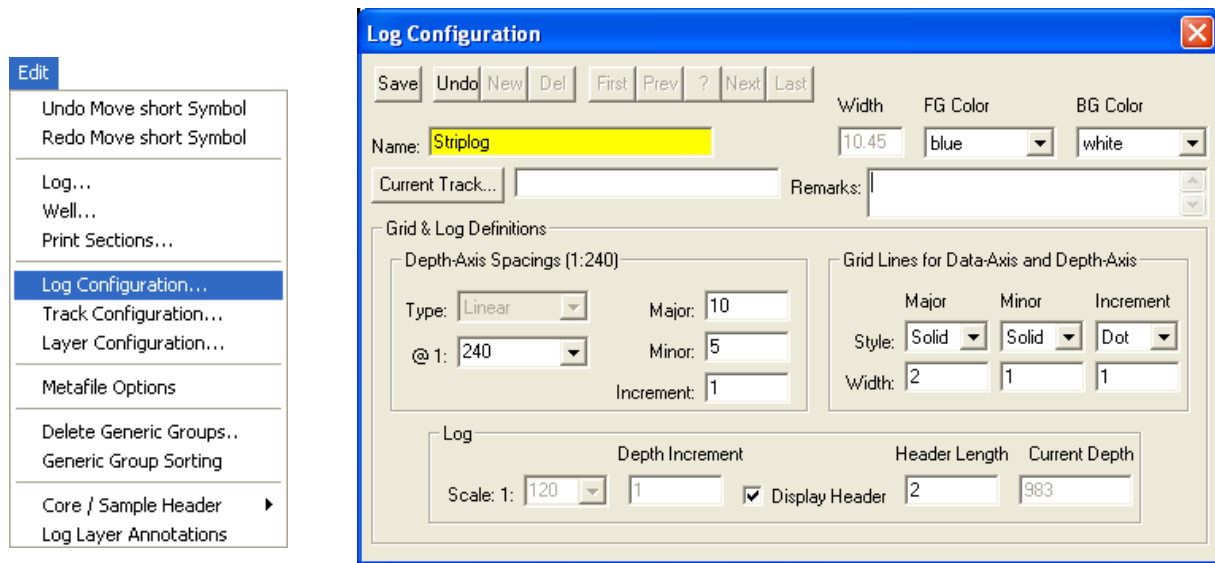 Edit
Undo Move short Symbol
Redo Move short Symbol
Log...
Well...
Print Sections...
Log Configuration...
Track Configuration...
Layer Configuration...
Metafile Options
Delete Generic Groups..
Generic Group Sorting
Core / Sample Header
Log Layer Annotations
Log Configuration
Save Undo New Del First Prev ? Next Last
Width FG Color BG Color
Name: Striplog 10.45 blue white
Current Track... Remarks:
Grid & Log Definitions
Depth-Axis Spacings (1:240)
Type: Linear Major: 10
@ 1: 240 Minor: 5
Increment: 1
Grid Lines for Data-Axis and Depth-Axis
Major Minor Increment
Style: Solid Solid Dot
Width: 2 1 1
Log
Depth Increment Header Length Current Depth
Scale: 1: 120 1 Display Header 2 983